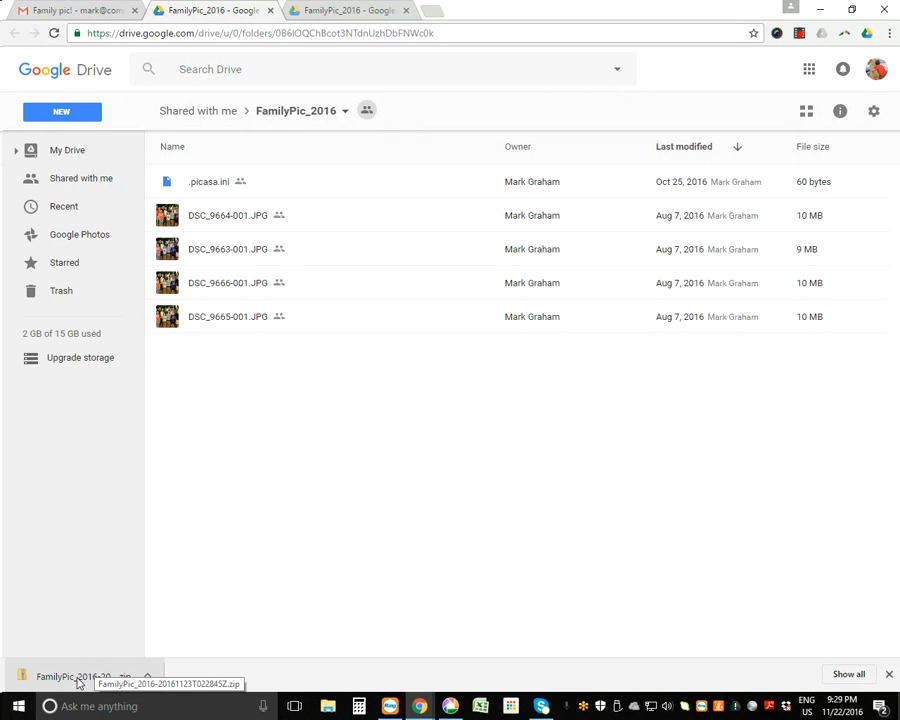 Family pic! - mark@com
FamilyPic_2016 - Google
FamilyPic_2016 - Google
https://drive.google.com/drive/u/0/folders/0B6lOQChBcot3NTdnUzhDbFNWc0k
Google Drive
Search Drive
NEW
Shared with me > FamilyPic_2016
Name Owner Last modified File size
My Drive
Shared with me
Recent
Google Photos
Starred
Trash
2 GB of 15 GB used
Upgrade storage
.picasa.ini Mark Graham Oct 25, 2016 Mark Graham 60 bytes
DSC_9664-001.JPG Mark Graham Aug 7, 2016 Mark Graham 10 MB
DSC_9663-001.JPG Mark Graham Aug 7, 2016 Mark Graham 9 MB
DSC_9666-001.JPG Mark Graham Aug 7, 2016 Mark Graham 10 MB
DSC_9665-001.JPG Mark Graham Aug 7, 2016 Mark Graham 10 MB
FamilyPic_2016-20....zip
Show all
FamilyPic_2016-20161123T022845Z.zip
Ask me anything
ENG 9:29 PM
US 11/22/2016